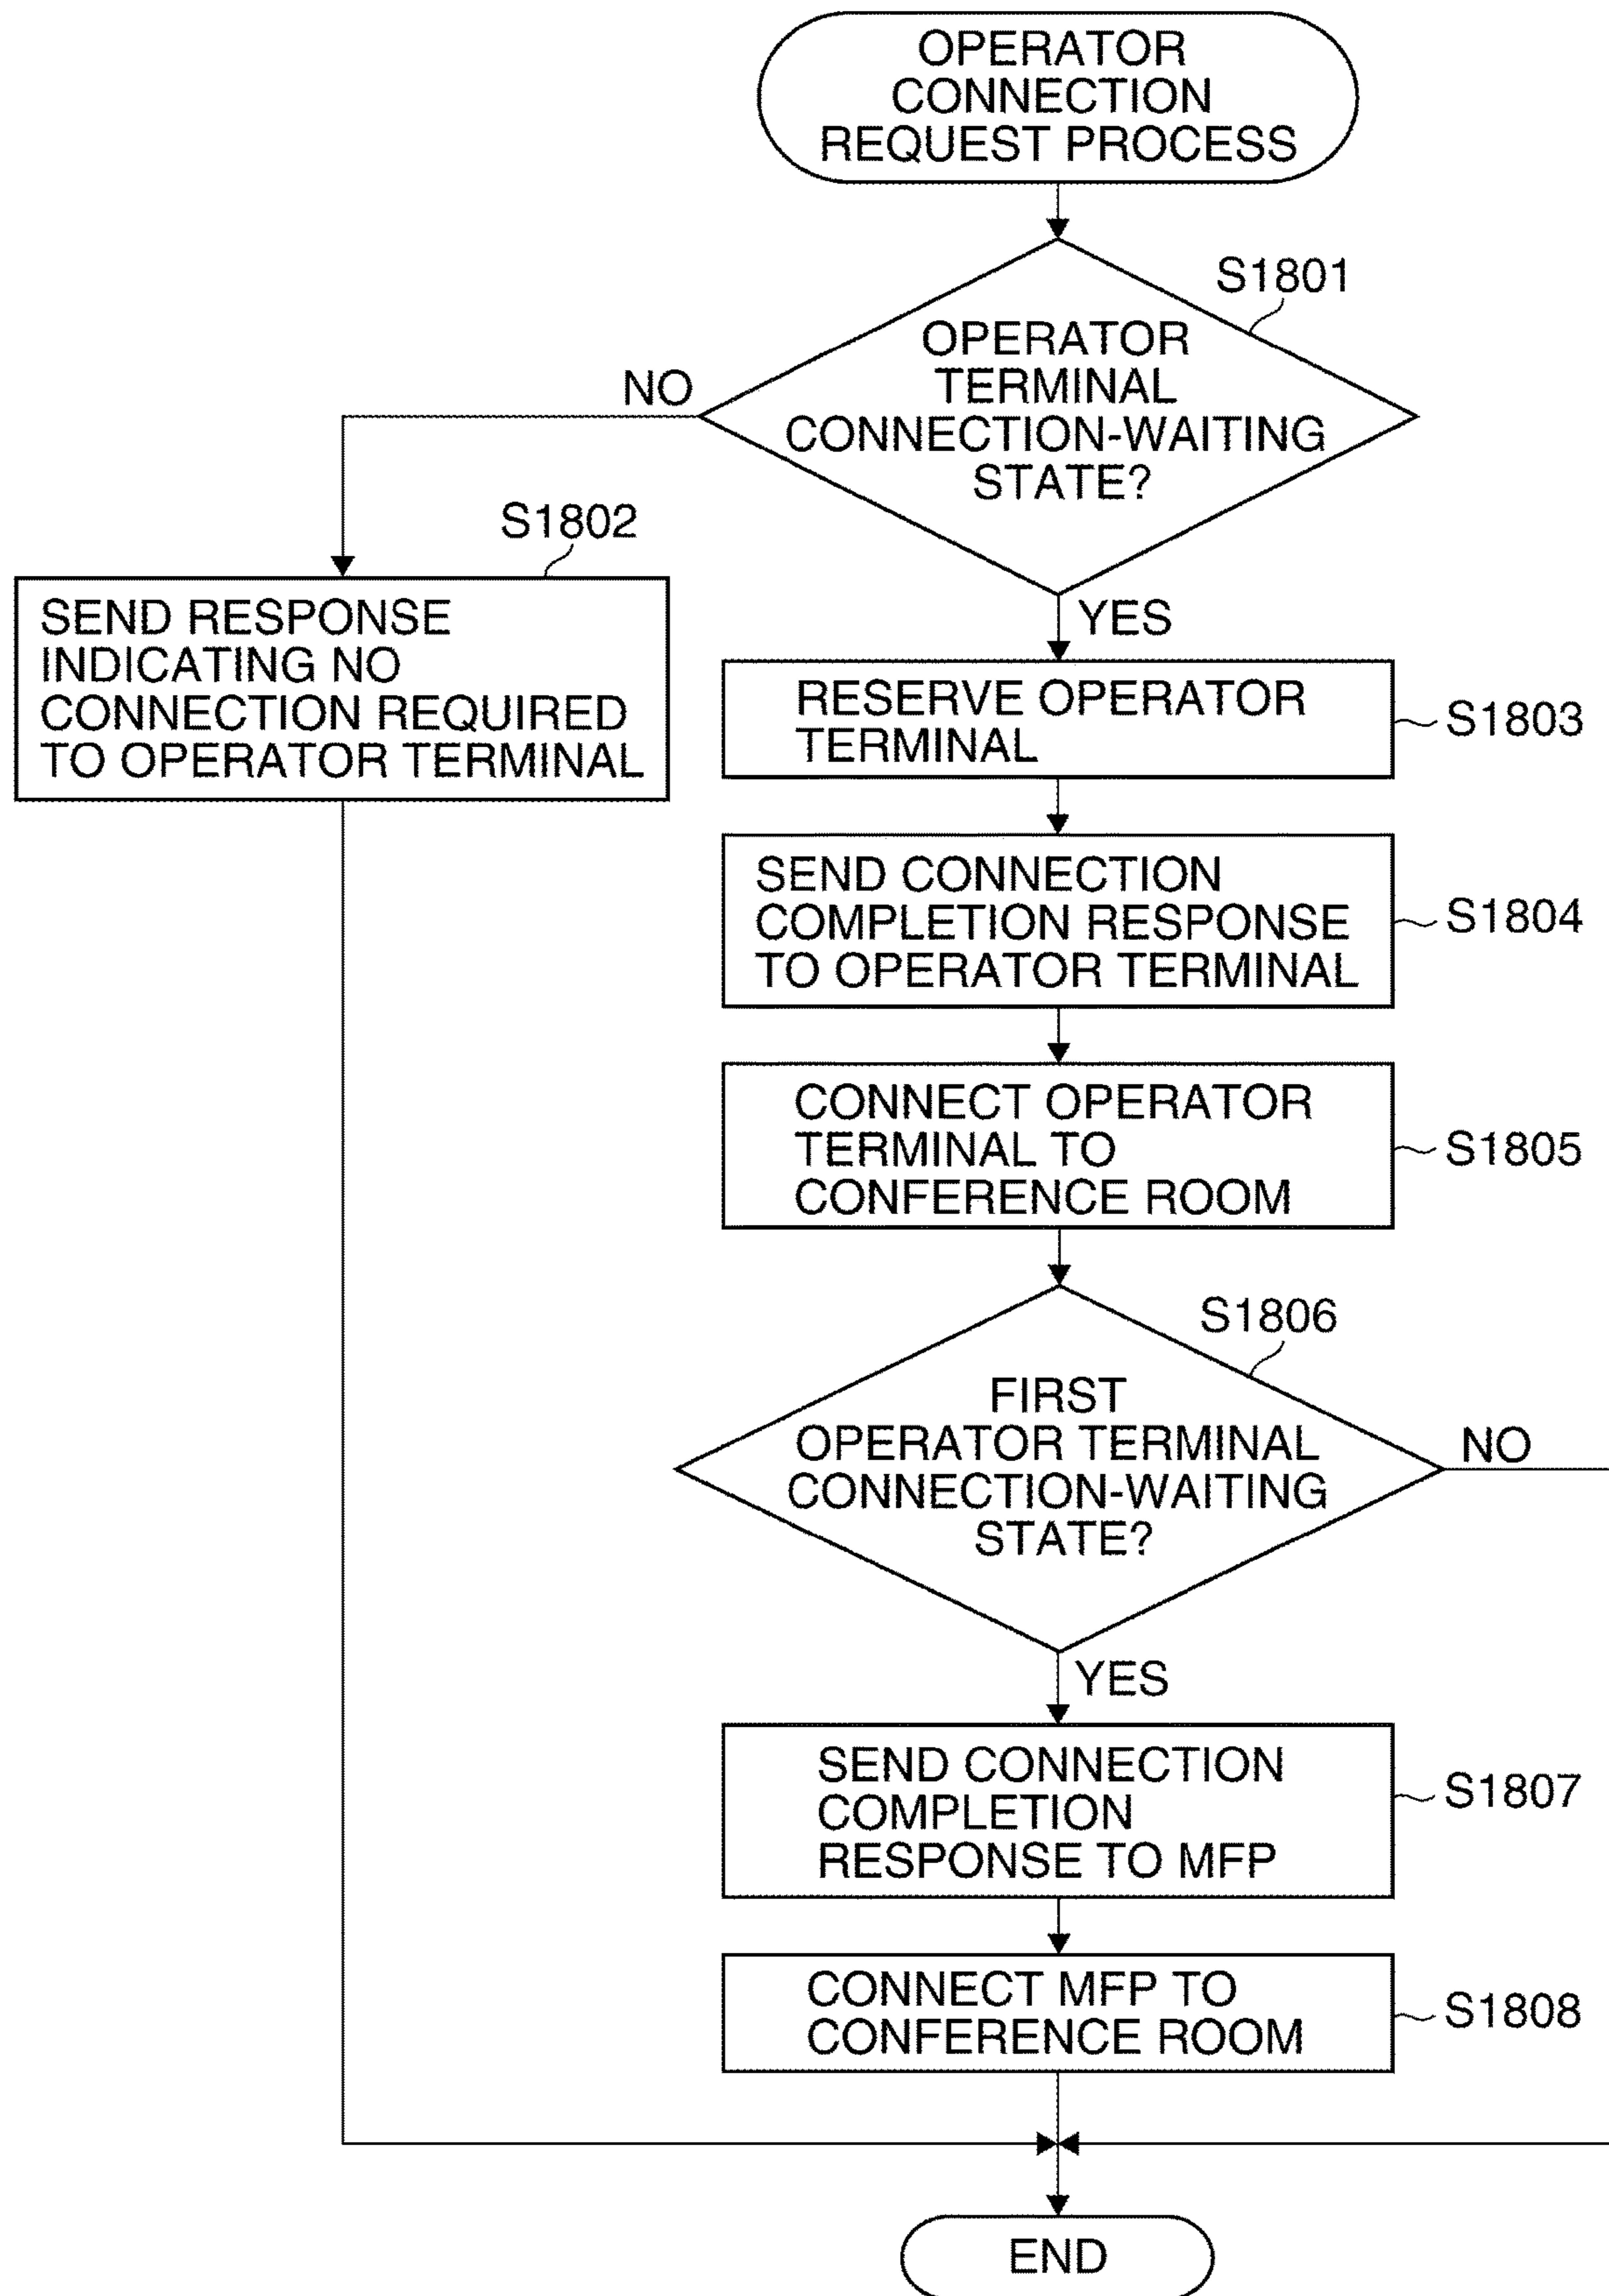 OPERATOR
CONNECTION
REQUEST PROCESS
S1801
OPERATOR
TERMINAL
CONNECTION-WAITING
STATE?
NO
YES
S1802
SEND RESPONSE
INDICATING NO
CONNECTION REQUIRED
TO OPERATOR TERMINAL
RESERVE OPERATOR
TERMINAL
S1803
SEND CONNECTION
COMPLETION RESPONSE
TO OPERATOR TERMINAL
S1804
CONNECT OPERATOR
TERMINAL TO
CONFERENCE ROOM
S1805
S1806
FIRST
OPERATOR TERMINAL
CONNECTION-WAITING
STATE?
NO
YES
SEND CONNECTION
COMPLETION
RESPONSE TO MFP
S1807
CONNECT MFP TO
CONFERENCE ROOM
S1808
END